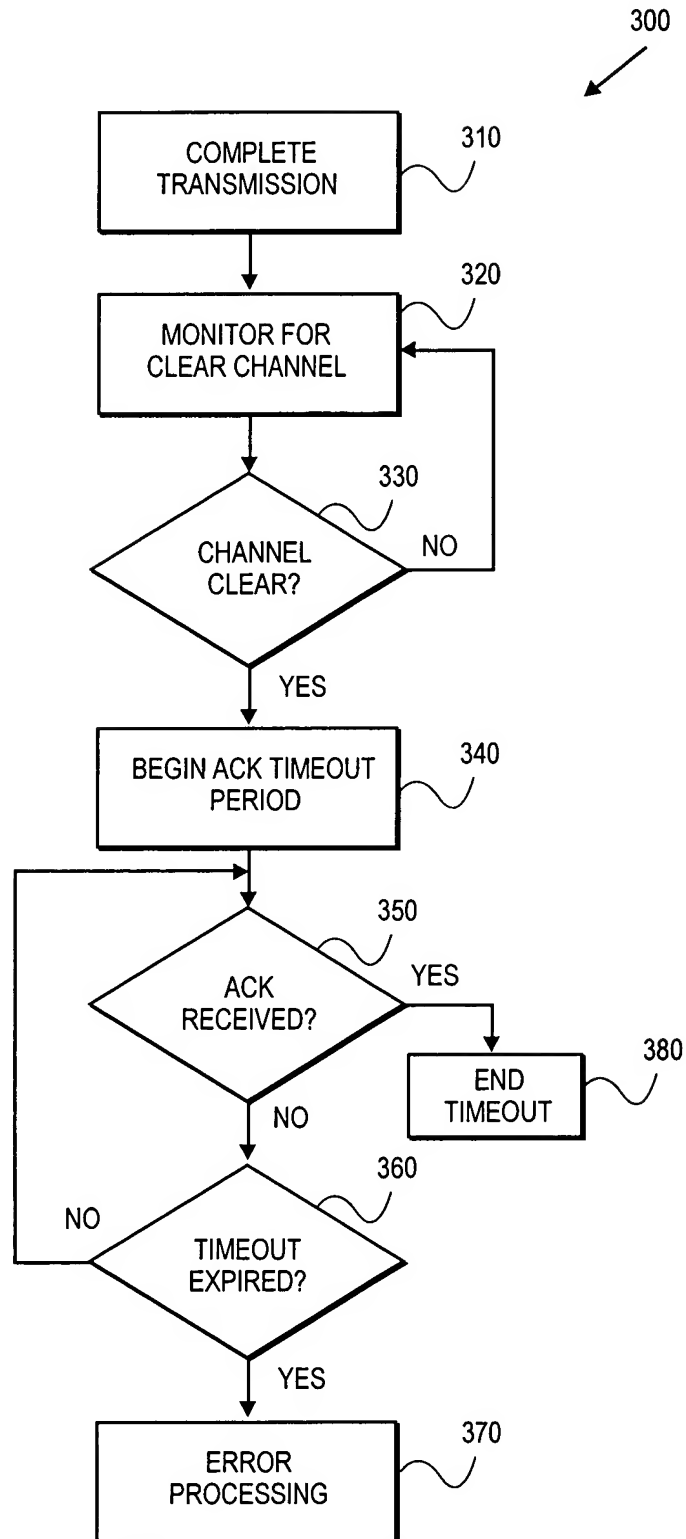 300
COMPLETE
TRANSMISSION
310
MONITOR FOR
CLEAR CHANNEL
320
CHANNEL
CLEAR?
330
NO
YES
BEGIN ACK TIMEOUT
PERIOD
340
ACK
RECEIVED?
350
YES
END
TIMEOUT
380
NO
TIMEOUT
EXPIRED?
360
NO
YES
ERROR
PROCESSING
370